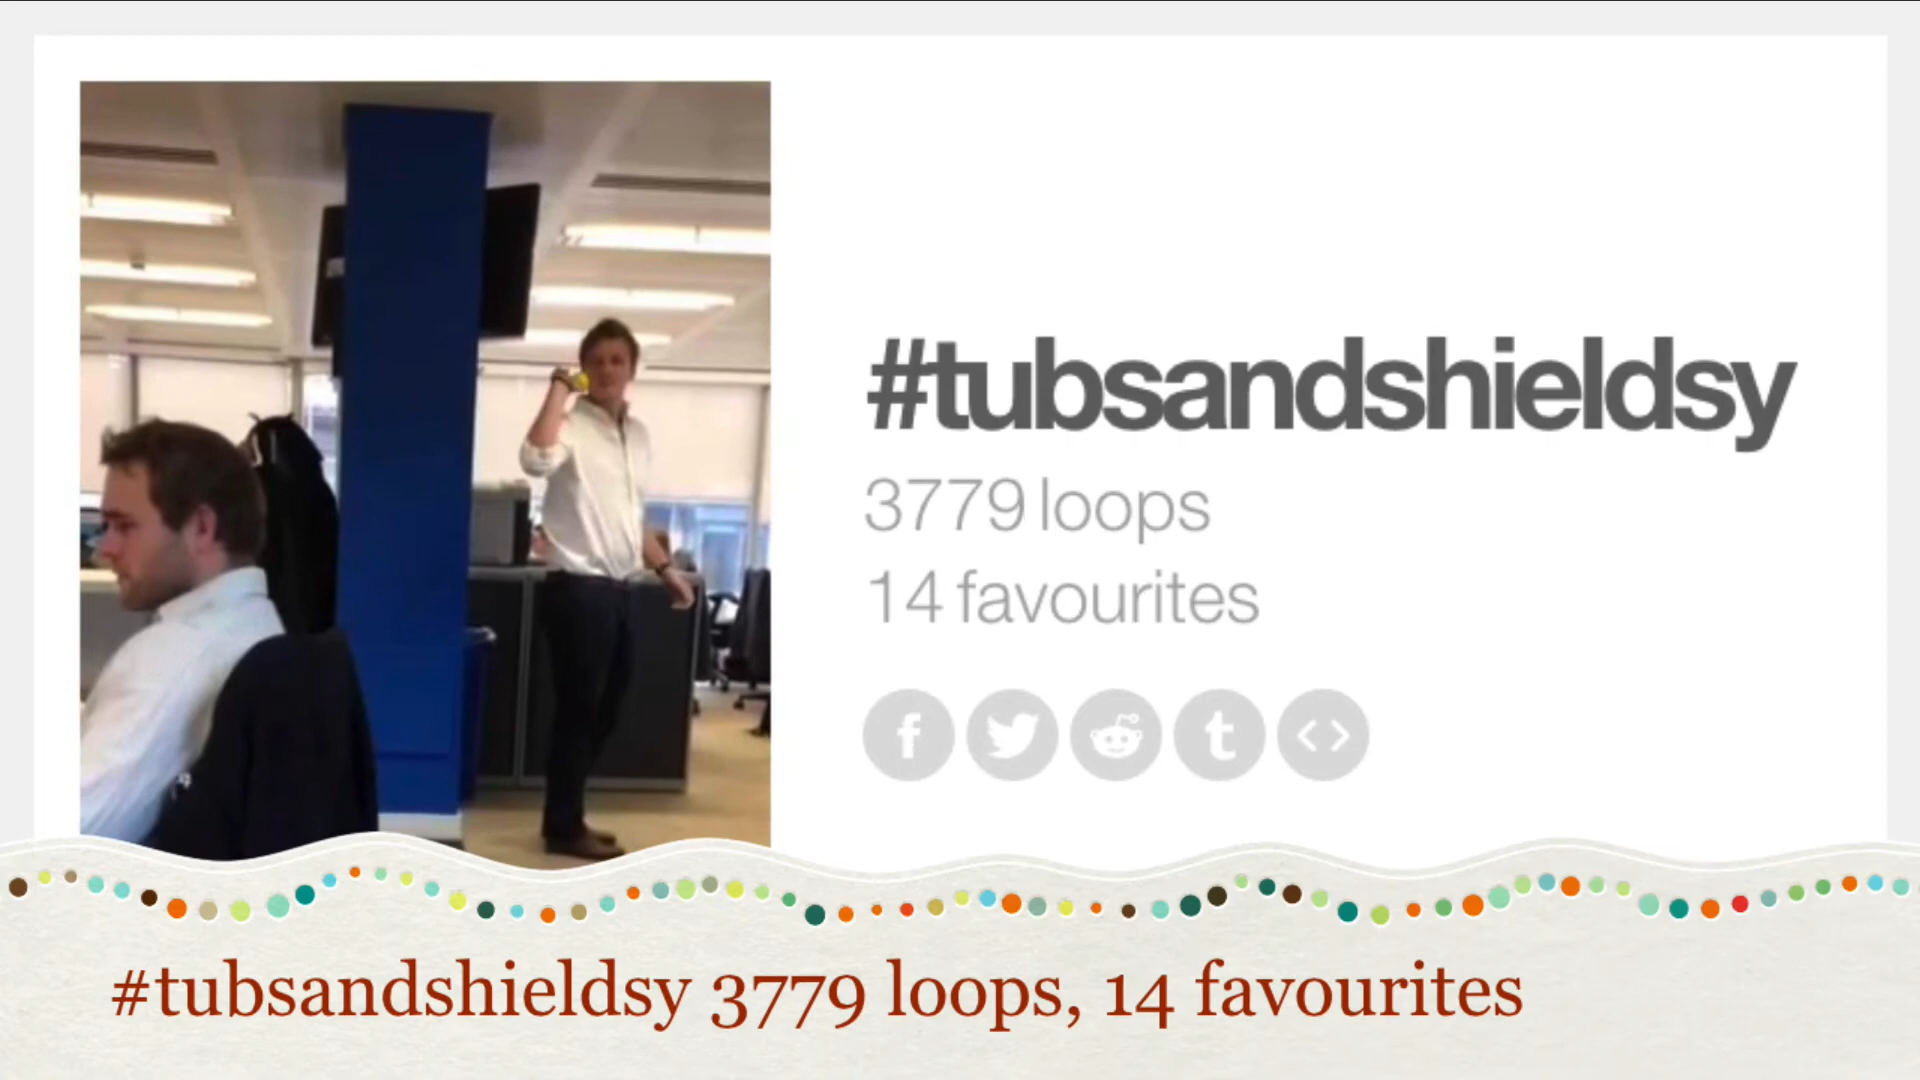 #tubsandshieldsy
3779 loops
14 favourites
#tubsandshieldsy 3779 loops, 14 favourites